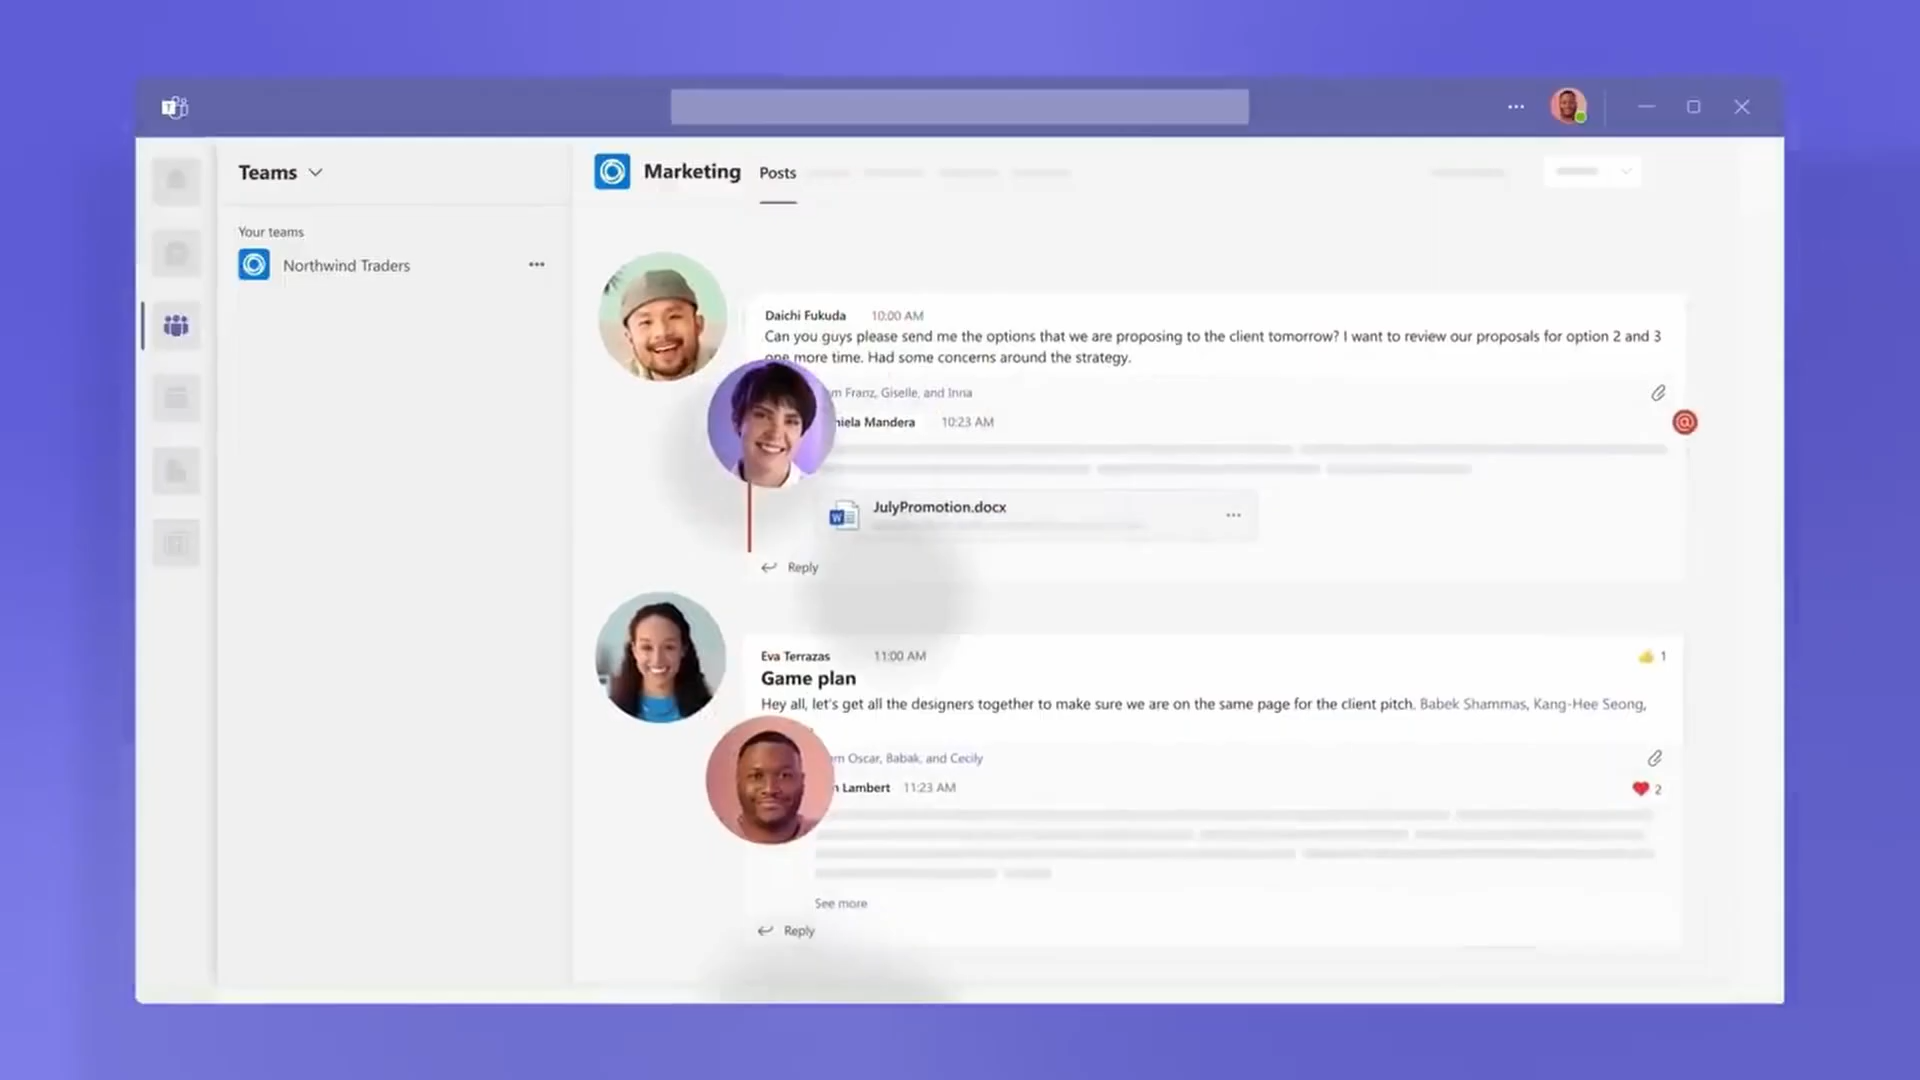 Teams
Your teams
Northwind Traders
Marketing Posts
Daichi Fukuda 10:00 AM
Can you guys please send me the options that we are proposing to the client tomorrow? I want to review our proposals for option 2 and 3
one more time. Had some concerns around the strategy.
m Franz, Giselle, and Inna
iela Mandera 10:23 AM
@
JulyPromotion.docx
W
Reply
Eva Terrazas 11:00 AM
1
Game plan
Hey all, let's get all the designers together to make sure we are on the same page for the client pitch. Babek Shammas, Kang-Hee Seong,
m Oscar, Babak, and Cecily
Lambert 11:23 AM
2
See more
Reply